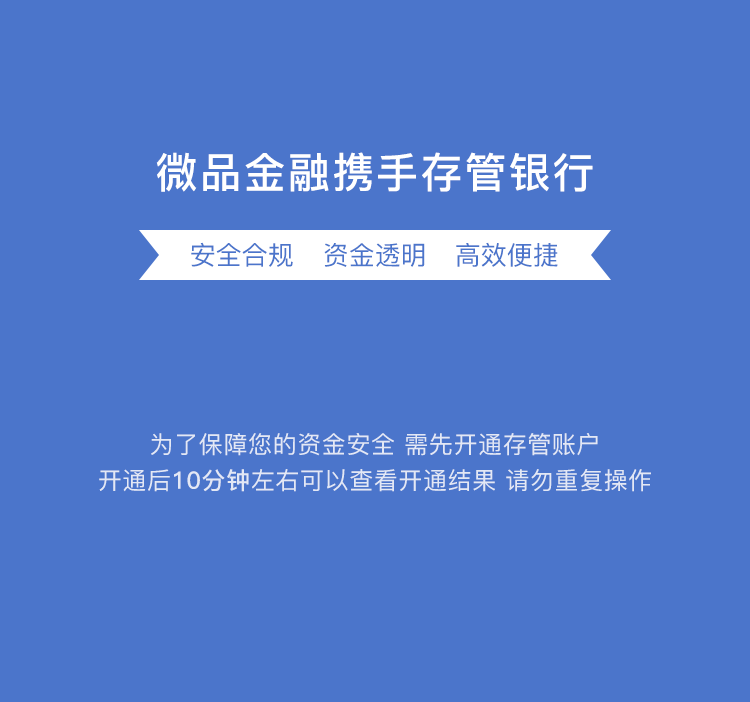 微品金融携手存管银行
安全合规 资金透明 高效便捷
为了保障您的资金安全 需先开通存管账户
开通后10分钟左右可以查看开通结果 请勿重复操作